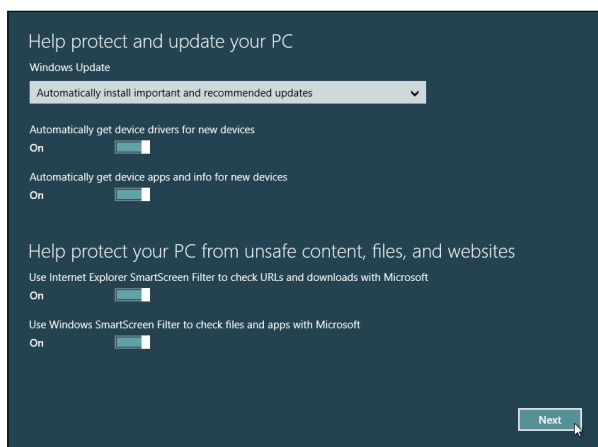 Help protect and update your PC
Windows Update
Automatically install important and recommended updates
Automatically get device drivers for new devices
On
Automatically get device apps and info for new devices
On
Help protect your PC from unsafe content, files, and websites
Use Internet Explorer SmartScreen Filter to check URLs and downloads with Microsoft
On
Use Windows SmartScreen Filter to check files and apps with Microsoft
On
Next